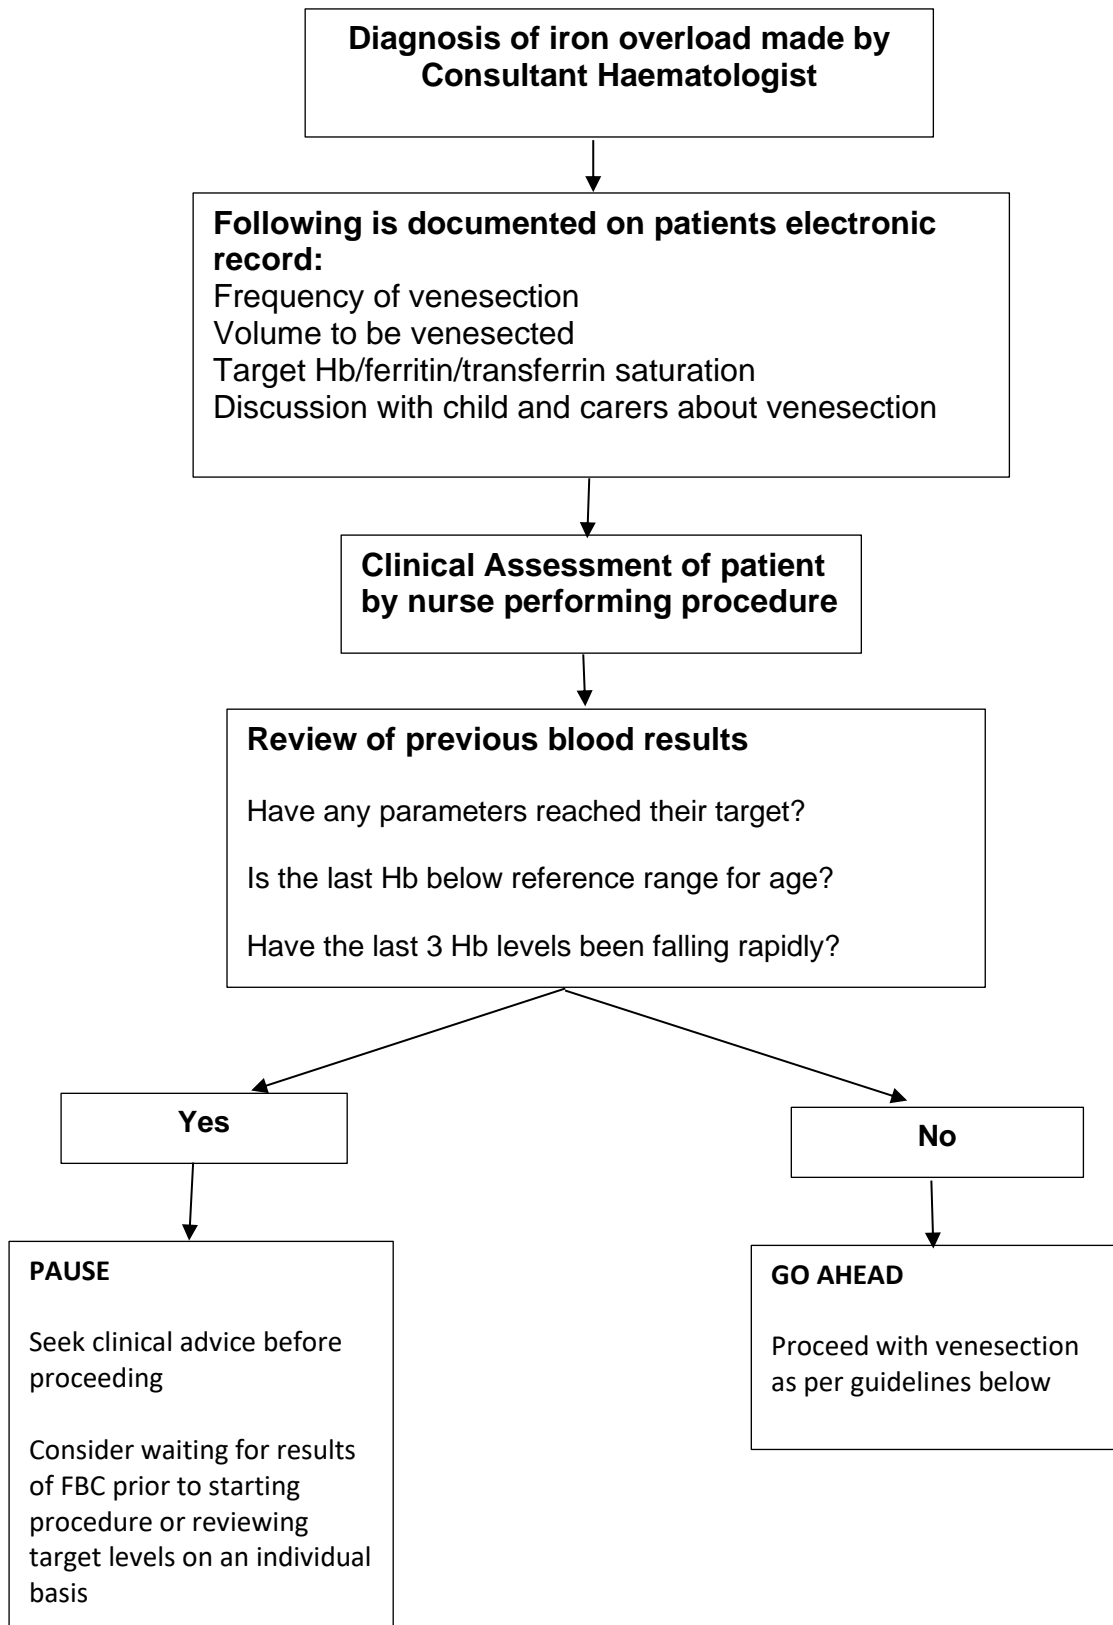 Diagnosis of iron overload made by
Consultant Haematologist
Following is documented on patients electronic
record:
Frequency of venesection
Volume to be venesected
Target Hb/ferritin/transferrin saturation
Discussion with child and carers about venesection
Clinical Assessment of patient
by nurse performing procedure
Review of previous blood results
Have any parameters reached their target?
Is the last Hb below reference range for age?
Have the last 3 Hb levels been falling rapidly?
Yes
No
PAUSE
Seek clinical advice before
proceeding
Consider waiting for results
of FBC prior to starting
procedure or reviewing
target levels on an individual
basis
GO AHEAD
Proceed with venesection
as per guidelines below